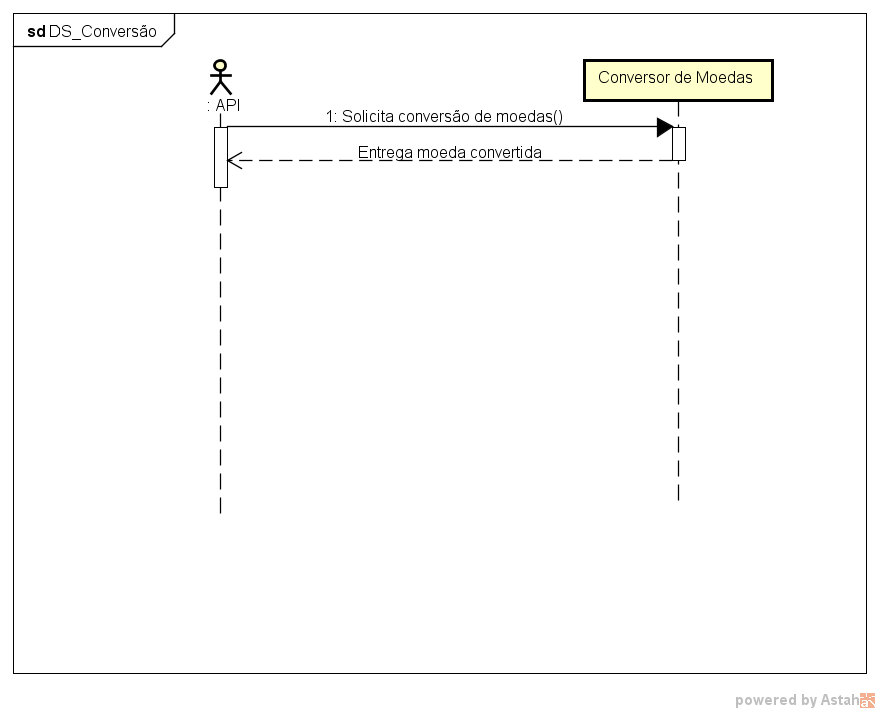 sd DS_Conversão
: API
Conversor de Moedas
1: Solicita conversão de moedas()
Entrega moeda convertida
powered by Astah